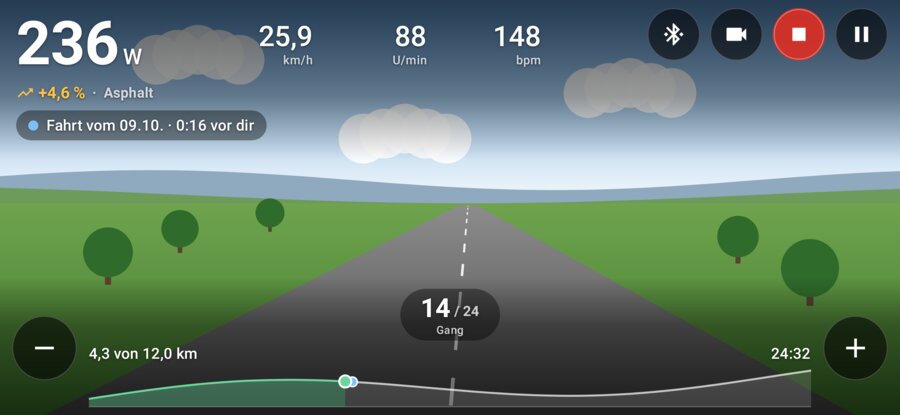 236 W
25,9
km/h
88
U/min
148
bpm
+4,6 % · Asphalt
Fahrt vom 09.10. · 0:16 vor dir
14 / 24
Gang
4,3 von 12,0 km
24:32